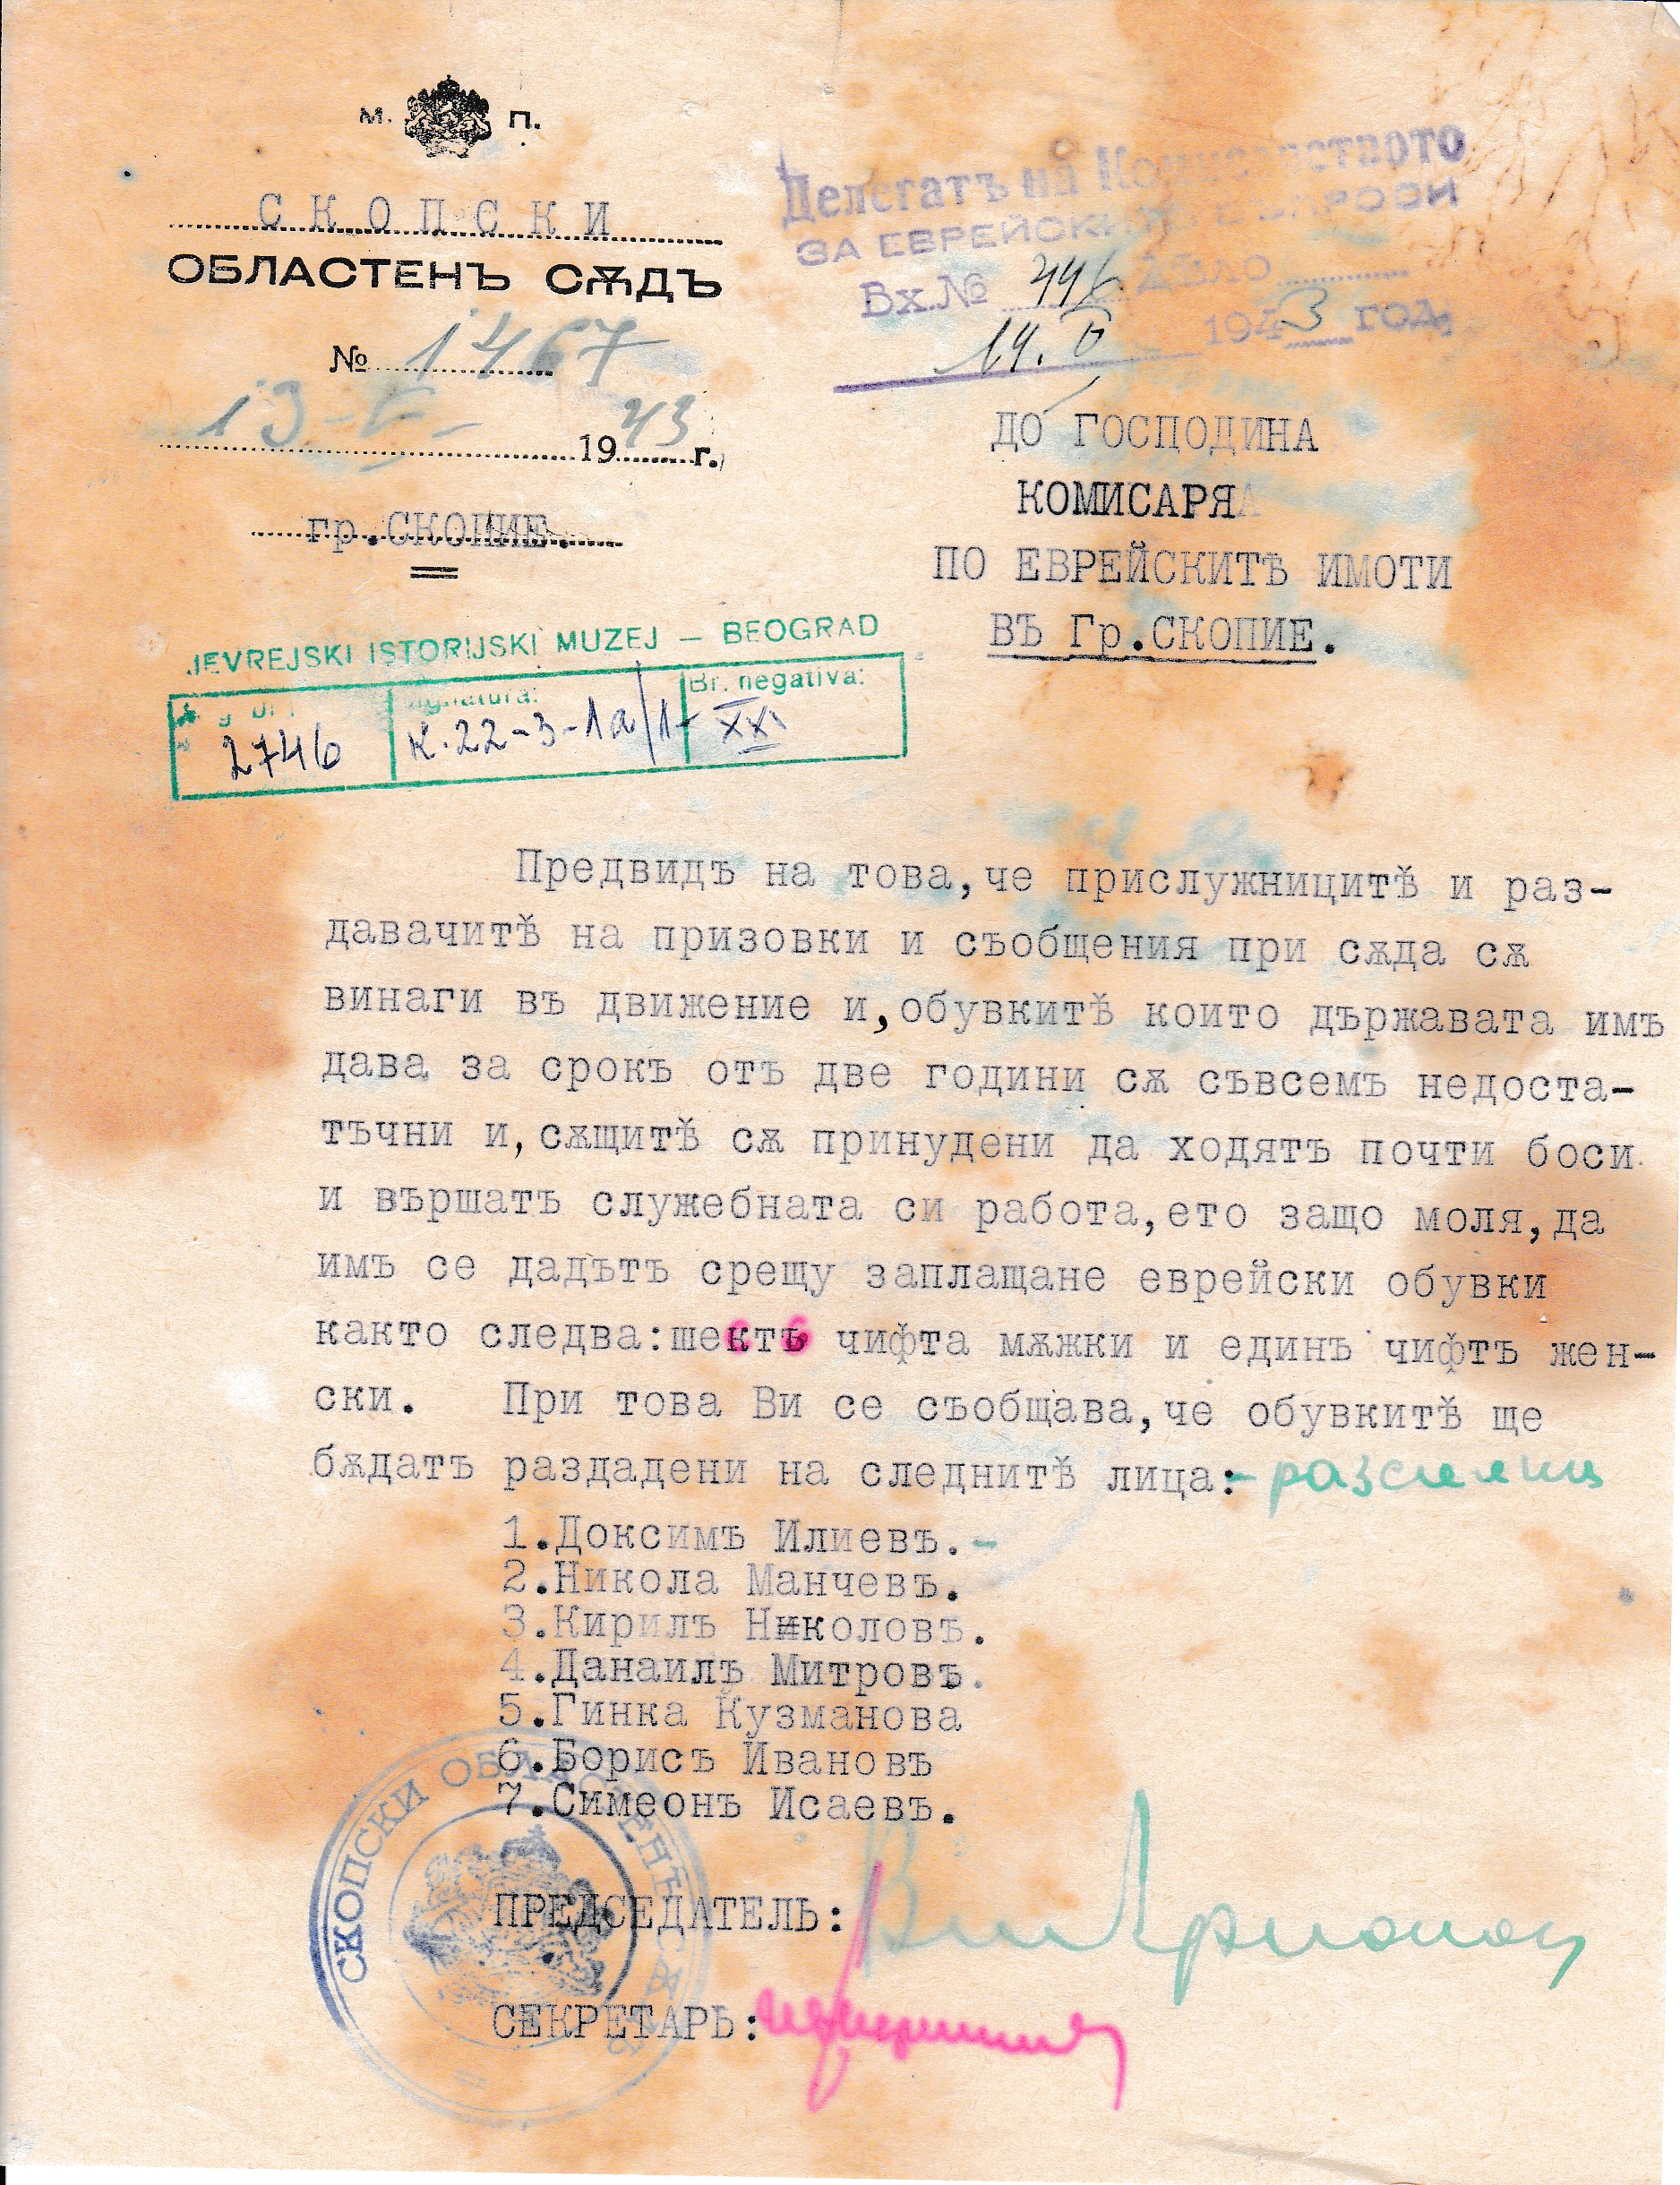 М. П.
СКОПСКИ
ОБЛАСТЕНЪ СѪДЪ
№ 1467
13-V- 1943 г.
гр.СКОПИЕ.
Делегатъ на Комисарството
ЗА ЕВРЕЙСКИТѢ ВЪПРОСИ
Вх.№ 446 ДѢЛО
14.V 1943 год.
ДО ГОСПОДИНА
КОМИСАРЯ
ПО ЕВРЕЙСКИТѢ ИМОТИ
ВЪ Гр.СКОПИЕ.
JEVREJSKI ISTORIJSKI MUZEJ – BEOGRAD
signatura: Br. negativa:
2746 K.22-3-1a/1- XXI
Предвидъ на това,че прислужницитѣ и раз-
давачитѣ на призовки и съобщения при сѫда сѫ
винаги въ движение и,обувкитѣ които държавата имъ
дава за срокъ отъ две години сѫ съвсемъ недоста-
тъчни и,сѫщитѣ сѫ принудени да ходятъ почти боси
и вършатъ служебната си работа,ето защо моля,да
имъ се дадътъ срещу заплащане еврейски обувки
както следва:шектъ чифта мѫжки и единъ чифтъ жен-
ски. При това Ви се съобщава,че обувкитѣ ще
бѫдатъ раздадени на следнитѣ лица:-
1.Доксимъ Илиевъ.-
2.Никола Манчевъ.
3.Кирилъ Николовъ.
4.Данаилъ Митровъ.
5.Гинка Кузманова
6.Борисъ Ивановъ
7.Симеонъ Исаевъ.
СКОПСКИ ОБЛАСТЕНЪ СѪДЪ
ПРЕДСЕДАТЕЛЬ:
СЕКРЕТАРЬ: